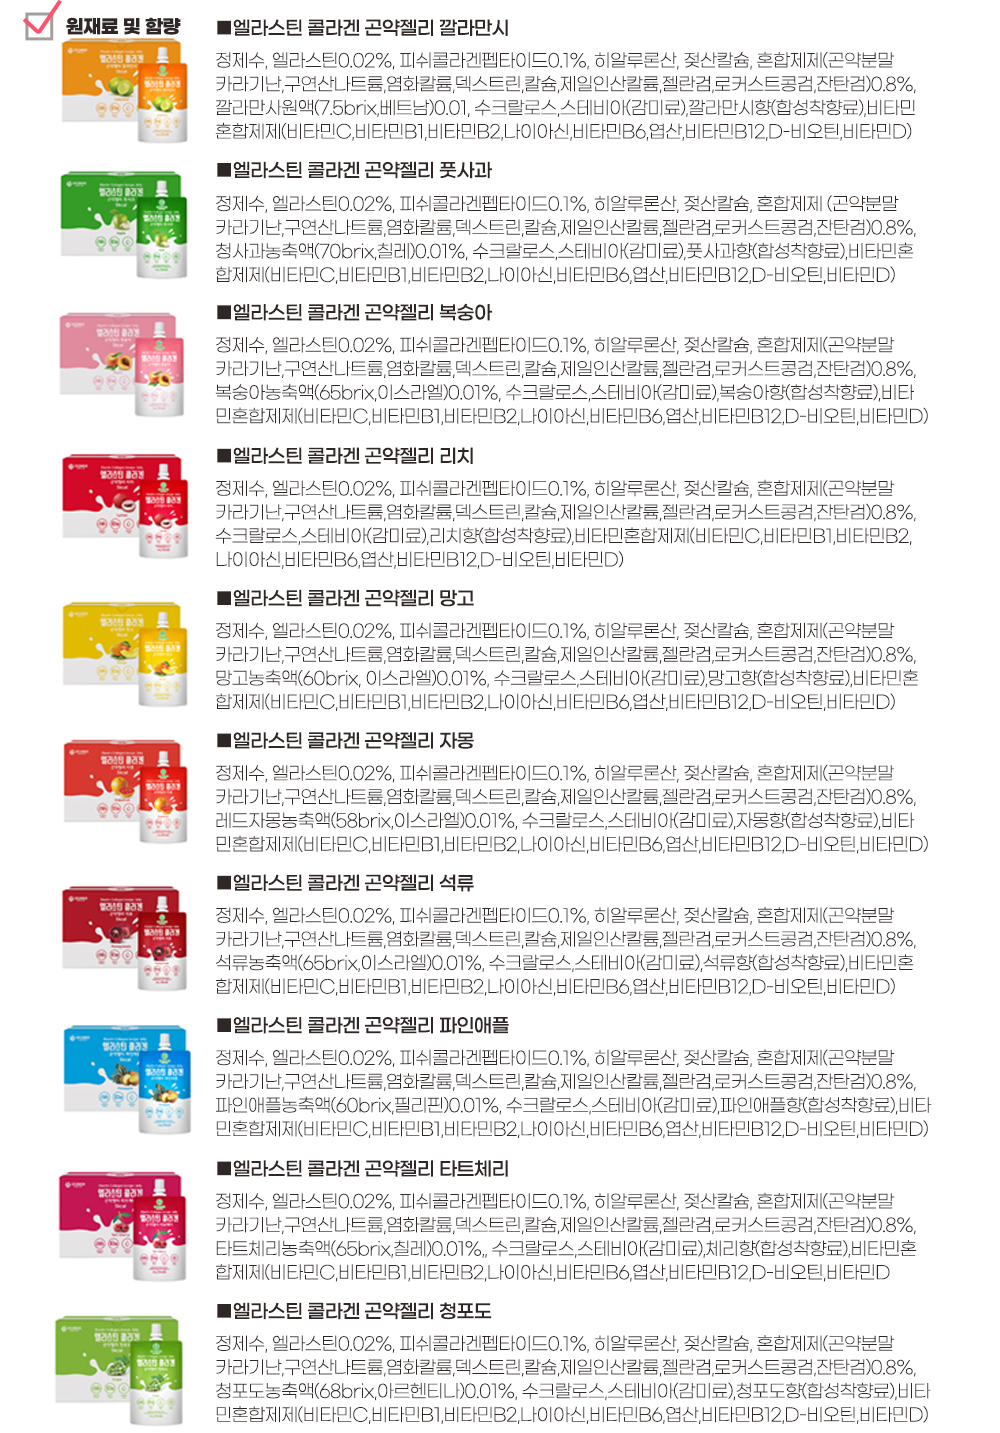 원재료 및 함량
■엘라스틴 콜라겐 곤약젤리 깔라만시
정제수, 엘라스틴0.02%, 피쉬콜라겐펩타이드0.1%, 히알루론산, 젖산칼슘, 혼합제제(곤약분말
카라기난,구연산나트륨,염화칼륨,덱스트린,칼슘,제일인산칼륨,젤란검,로커스트콩검,잔탄검)0.8%,
깔라만사원액(7.5brix,베트남)0.01, 수크랄로스,스테비아(감미료),깔라만시향(합성착향료),비타민
혼합제제(비타민C,비타민B1,비타민B2,나이아신,비타민B6,엽산,비타민B12,D-비오틴,비타민D)
■엘라스틴 콜라겐 곤약젤리 풋사과
정제수, 엘라스틴0.02%, 피쉬콜라겐펩타이드0.1%, 히알루론산, 젖산칼슘, 혼합제제 (곤약분말
카라기난,구연산나트륨,염화칼륨,덱스트린,칼슘,제일인산칼륨,젤란검,로커스트콩검,잔탄검)0.8%,
청사과농축액(70brix,칠레)0.01%, 수크랄로스,스테비아(감미료),풋사과향(합성착향료),비타민혼
합제제(비타민C,비타민B1,비타민B2,나이아신,비타민B6,엽산,비타민B12,D-비오틴,비타민D)
■엘라스틴 콜라겐 곤약젤리 복숭아
정제수, 엘라스틴0.02%, 피쉬콜라겐펩타이드0.1%, 히알루론산, 젖산칼슘, 혼합제제(곤약분말
카라기난,구연산나트륨,염화칼륨,덱스트린,칼슘,제일인산칼륨,젤란검,로커스트콩검,잔탄검)0.8%,
복숭아농축액(65brix,이스라엘)0.01%, 수크랄로스,스테비아(감미료),복숭아향(합성착향료),비타
민혼합제제(비타민C,비타민B1,비타민B2,나이아신,비타민B6,엽산,비타민B12,D-비오틴,비타민D)
■엘라스틴 콜라겐 곤약젤리 리치
정제수, 엘라스틴0.02%, 피쉬콜라겐펩타이드0.1%, 히알루론산, 젖산칼슘, 혼합제제(곤약분말
카라기난,구연산나트륨,염화칼륨,덱스트린,칼슘,제일인산칼륨,젤란검,로커스트콩검,잔탄검)0.8%,
수크랄로스,스테비아(감미료),리치향(합성착향료),비타민혼합제제(비타민C,비타민B1,비타민B2,
나이아신,비타민B6,엽산,비타민B12,D-비오틴,비타민D)
■엘라스틴 콜라겐 곤약젤리 망고
정제수, 엘라스틴0.02%, 피쉬콜라겐펩타이드0.1%, 히알루론산, 젖산칼슘, 혼합제제(곤약분말
카라기난,구연산나트륨,염화칼륨,덱스트린,칼슘,제일인산칼륨,젤란검,로커스트콩검,잔탄검)0.8%,
망고농축액(60brix, 이스라엘)0.01%, 수크랄로스,스테비아(감미료),망고향(합성착향료),비타민혼
합제제(비타민C,비타민B1,비타민B2,나이아신,비타민B6,엽산,비타민B12,D-비오틴,비타민D)
■엘라스틴 콜라겐 곤약젤리 자몽
정제수, 엘라스틴0.02%, 피쉬콜라겐펩타이드0.1%, 히알루론산, 젖산칼슘, 혼합제제(곤약분말
카라기난,구연산나트륨,염화칼륨,덱스트린,칼슘,제일인산칼륨,젤란검,로커스트콩검,잔탄검)0.8%,
레드자몽농축액(58brix,이스라엘)0.01%, 수크랄로스,스테비아(감미료),자몽향(합성착향료),비타
민혼합제제(비타민C,비타민B1,비타민B2,나이아신,비타민B6,엽산,비타민B12,D-비오틴,비타민D)
■엘라스틴 콜라겐 곤약젤리 석류
정제수, 엘라스틴0.02%, 피쉬콜라겐펩타이드0.1%, 히알루론산, 젖산칼슘, 혼합제제(곤약분말
카라기난,구연산나트륨,염화칼륨,덱스트린,칼슘,제일인산칼륨,젤란검,로커스트콩검,잔탄검)0.8%,
석류농축액(65brix,이스라엘)0.01%, 수크랄로스,스테비아(감미료),석류향(합성착향료),비타민혼
합제제(비타민C,비타민B1,비타민B2,나이아신,비타민B6,엽산,비타민B12,D-비오틴,비타민D)
■엘라스틴 콜라겐 곤약젤리 파인애플
정제수, 엘라스틴0.02%, 피쉬콜라겐펩타이드0.1%, 히알루론산, 젖산칼슘, 혼합제제(곤약분말
카라기난,구연산나트륨,염화칼륨,덱스트린,칼슘,제일인산칼륨,젤란검,로커스트콩검,잔탄검)0.8%,
파인애플농축액(60brix,필리핀)0.01%, 수크랄로스,스테비아(감미료),파인애플향(합성착향료),비타
민혼합제제(비타민C,비타민B1,비타민B2,나이아신,비타민B6,엽산,비타민B12,D-비오틴,비타민D)
■엘라스틴 콜라겐 곤약젤리 타트체리
정제수, 엘라스틴0.02%, 피쉬콜라겐펩타이드0.1%, 히알루론산, 젖산칼슘, 혼합제제(곤약분말
카라기난,구연산나트륨,염화칼륨,덱스트린,칼슘,제일인산칼륨,젤란검,로커스트콩검,잔탄검)0.8%,
타트체리농축액(65brix,칠레)0.01%,, 수크랄로스,스테비아(감미료),체리향(합성착향료),비타민혼
합제제(비타민C,비타민B1,비타민B2,나이아신,비타민B6,엽산,비타민B12,D-비오틴,비타민D
■엘라스틴 콜라겐 곤약젤리 청포도
정제수, 엘라스틴0.02%, 피쉬콜라겐펩타이드0.1%, 히알루론산, 젖산칼슘, 혼합제제(곤약분말
카라기난,구연산나트륨,염화칼륨,덱스트린,칼슘,제일인산칼륨,젤란검,로커스트콩검,잔탄검)0.8%,
청포도농축액(68brix,아르헨티나)0.01%, 수크랄로스,스테비아(감미료),청포도향(합성착향료),비타
민혼합제제(비타민C,비타민B1,비타민B2,나이아신,비타민B6,엽산,비타민B12,D-비오틴,비타민D)